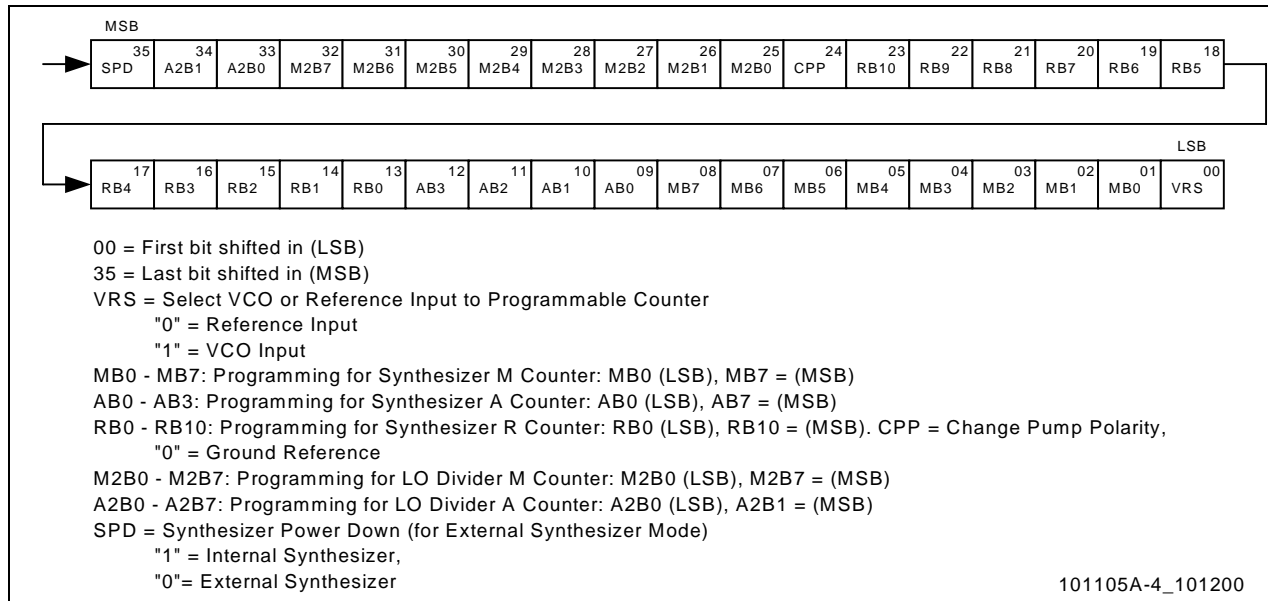 MSB
35 34 33 32 31 30 29 28 27 26 25 24 23 22 21 20 19 18
SPD A2B1 A2B0 M2B7 M2B6 M2B5 M2B4 M2B3 M2B2 M2B1 M2B0 CPP RB10 RB9 RB8 RB7 RB6 RB5
LSB
17 16 15 14 13 12 11 10 09 08 07 06 05 04 03 02 01 00
RB4 RB3 RB2 RB1 RB0 AB3 AB2 AB1 AB0 MB7 MB6 MB5 MB4 MB3 MB2 MB1 MB0 VRS
00 = First bit shifted in (LSB)
35 = Last bit shifted in (MSB)
VRS = Select VCO or Reference Input to Programmable Counter
"0" = Reference Input
"1" = VCO Input
MB0 - MB7: Programming for Synthesizer M Counter: MB0 (LSB), MB7 = (MSB)
AB0 - AB3: Programming for Synthesizer A Counter: AB0 (LSB), AB7 = (MSB)
RB0 - RB10: Programming for Synthesizer R Counter: RB0 (LSB), RB10 = (MSB). CPP = Change Pump Polarity,
"0" = Ground Reference
M2B0 - M2B7: Programming for LO Divider M Counter: M2B0 (LSB), M2B7 = (MSB)
A2B0 - A2B7: Programming for LO Divider A Counter: A2B0 (LSB), A2B1 = (MSB)
SPD = Synthesizer Power Down (for External Synthesizer Mode)
"1" = Internal Synthesizer,
"0"= External Synthesizer
101105A-4_101200